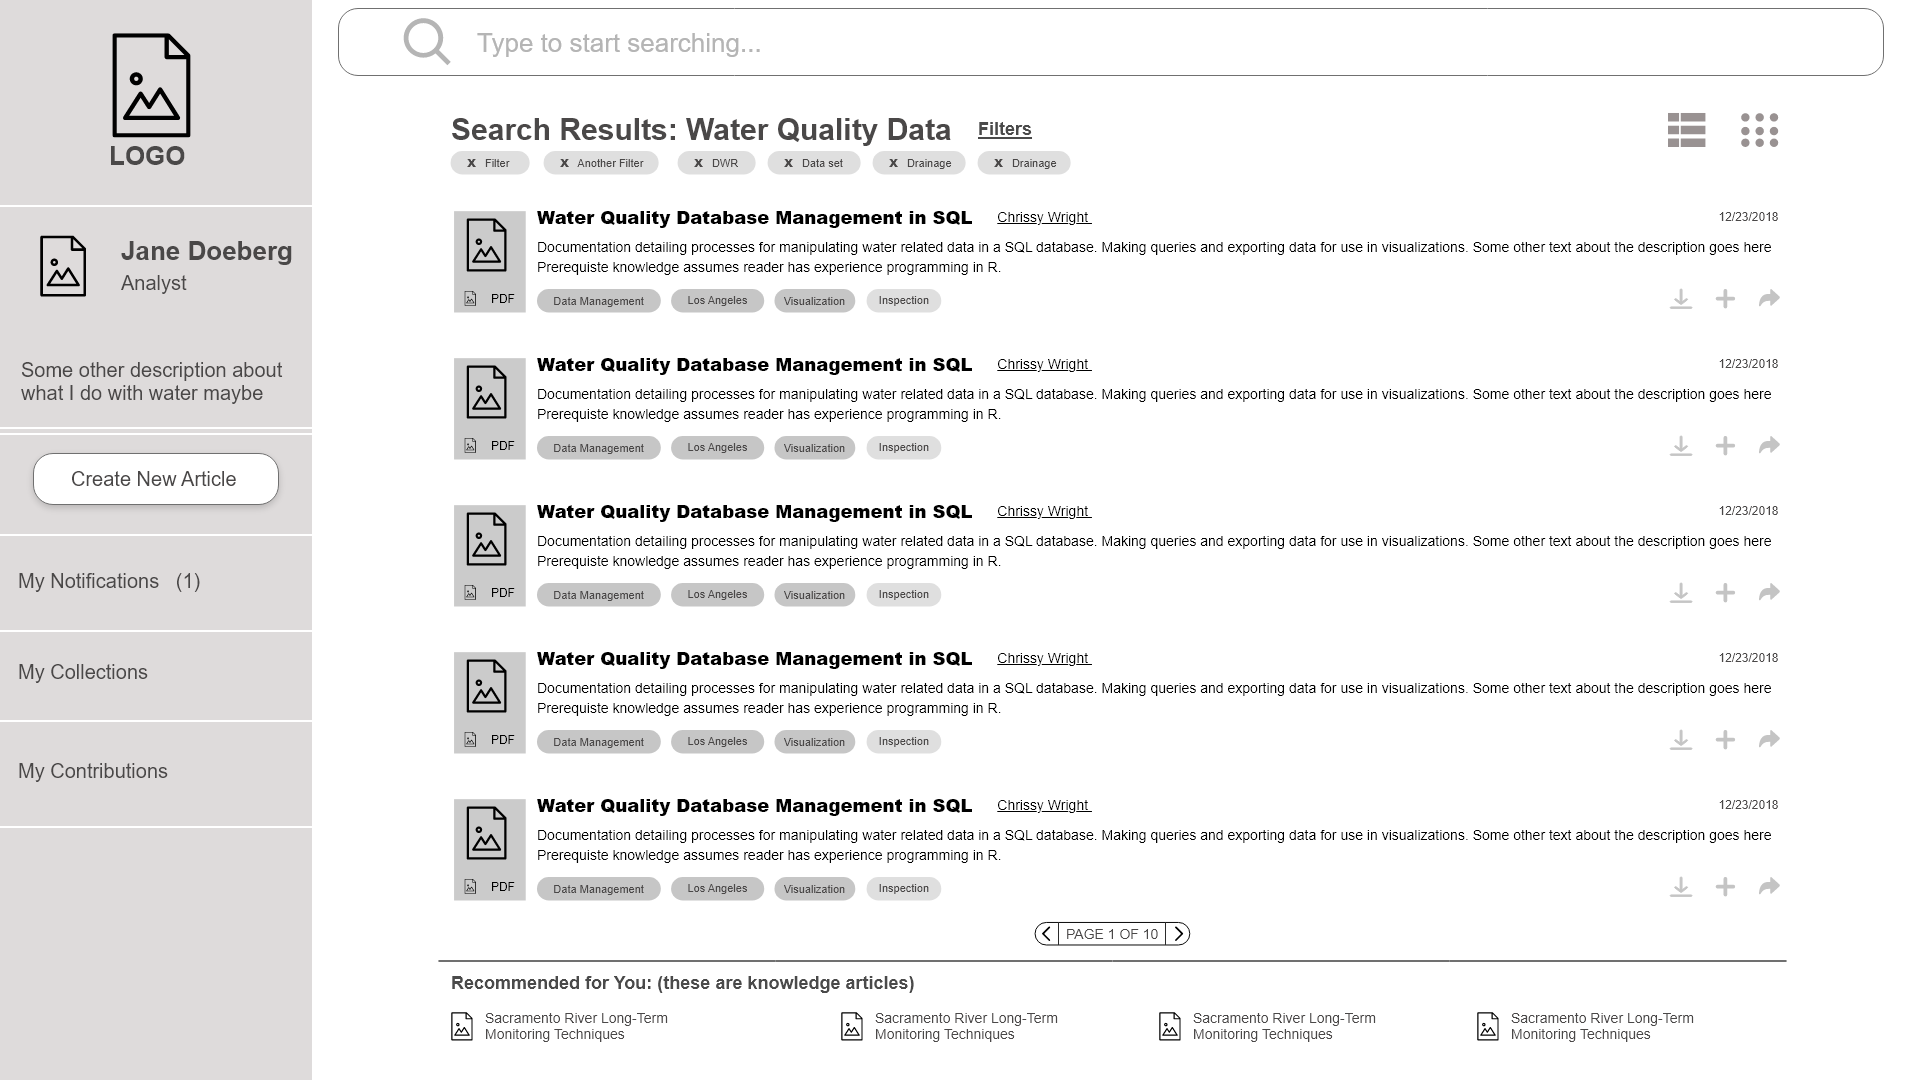 LOGO
Jane Doeberg
Analyst
Some other description about
what I do with water maybe
Create New Article
My Notifications (1)
My Collections
My Contributions
Type to start searching...
Search Results: Water Quality Data Filters
X Filter X Another Filter X DWR X Data set X Drainage X Drainage
Water Quality Database Management in SQL Chrissy Wright 12/23/2018
Documentation detailing processes for manipulating water related data in a SQL database. Making queries and exporting data for use in visualizations. Some other text about the description goes here
Prerequiste knowledge assumes reader has experience programming in R.
PDF Data Management Los Angeles Visualization Inspection
Water Quality Database Management in SQL Chrissy Wright 12/23/2018
Documentation detailing processes for manipulating water related data in a SQL database. Making queries and exporting data for use in visualizations. Some other text about the description goes here
Prerequiste knowledge assumes reader has experience programming in R.
PDF Data Management Los Angeles Visualization Inspection
Water Quality Database Management in SQL Chrissy Wright 12/23/2018
Documentation detailing processes for manipulating water related data in a SQL database. Making queries and exporting data for use in visualizations. Some other text about the description goes here
Prerequiste knowledge assumes reader has experience programming in R.
PDF Data Management Los Angeles Visualization Inspection
Water Quality Database Management in SQL Chrissy Wright 12/23/2018
Documentation detailing processes for manipulating water related data in a SQL database. Making queries and exporting data for use in visualizations. Some other text about the description goes here
Prerequiste knowledge assumes reader has experience programming in R.
PDF Data Management Los Angeles Visualization Inspection
Water Quality Database Management in SQL Chrissy Wright 12/23/2018
Documentation detailing processes for manipulating water related data in a SQL database. Making queries and exporting data for use in visualizations. Some other text about the description goes here
Prerequiste knowledge assumes reader has experience programming in R.
PDF Data Management Los Angeles Visualization Inspection
PAGE 1 OF 10
Recommended for You: (these are knowledge articles)
Sacramento River Long-Term
Monitoring Techniques
Sacramento River Long-Term
Monitoring Techniques
Sacramento River Long-Term
Monitoring Techniques
Sacramento River Long-Term
Monitoring Techniques